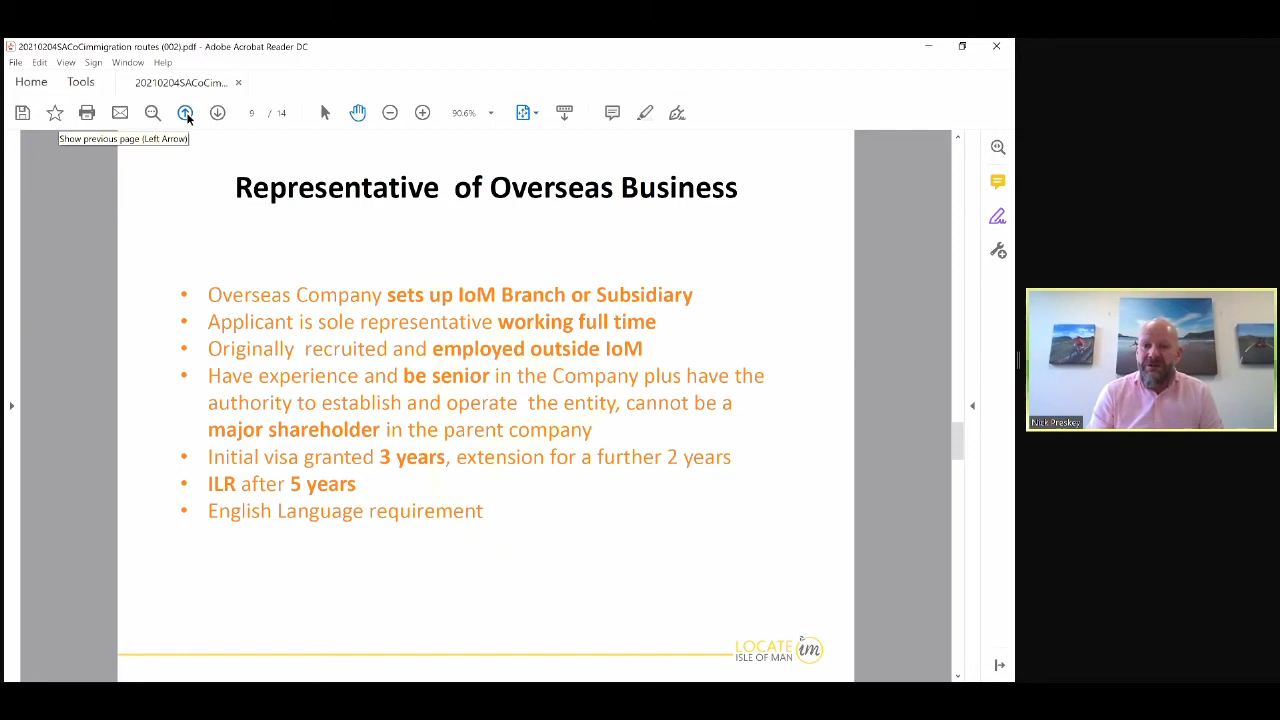 20210204SACoCimmigration routes (002).pdf - Adobe Acrobat Reader DC
File Edit View Sign Window Help
Home Tools 20210204SACoCim... ×
9 / 14 90.6%
Show previous page (Left Arrow)
Representative of Overseas Business
• Overseas Company sets up IoM Branch or Subsidiary
• Applicant is sole representative working full time
• Originally recruited and employed outside IoM
• Have experience and be senior in the Company plus have the
authority to establish and operate the entity, cannot be a
major shareholder in the parent company
• Initial visa granted 3 years, extension for a further 2 years
• ILR after 5 years
• English Language requirement
LOCATE
ISLE OF MAN im
Nick Preskey